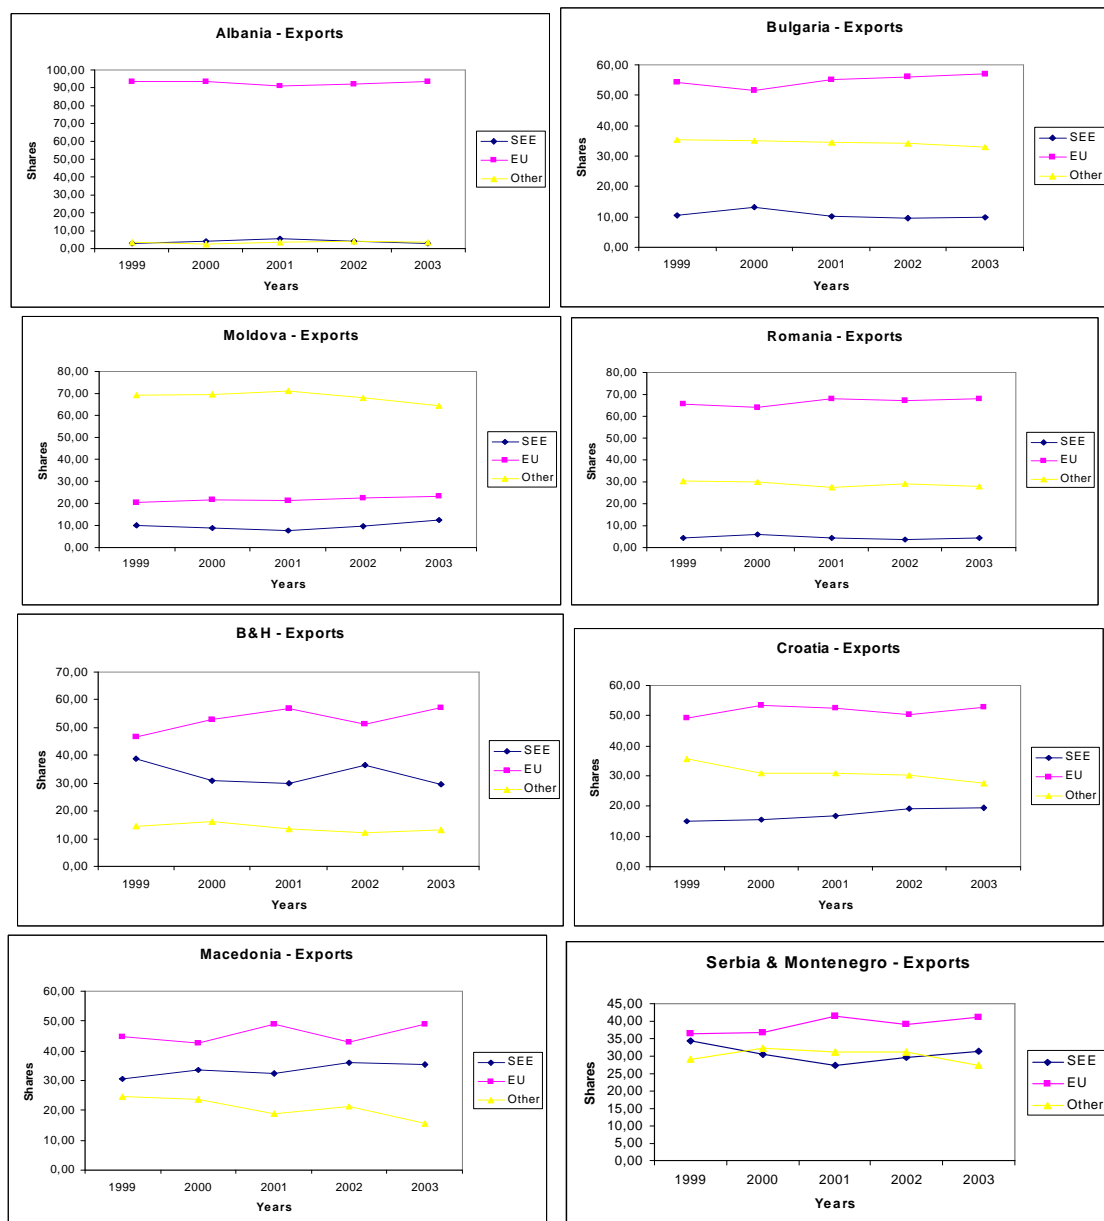 Albania - Exports
100,00
90,00
80,00
70,00
60,00
50,00
40,00
30,00
20,00
10,00
0,00
Shares
1999 2000 2001 2002 2003
Years
SEE
EU
Other
Bulgaria - Exports
60,00
50,00
40,00
30,00
20,00
10,00
0,00
Shares
1999 2000 2001 2002 2003
Years
SEE
EU
Other
Moldova - Exports
80,00
70,00
60,00
50,00
40,00
30,00
20,00
10,00
0,00
Shares
1999 2000 2001 2002 2003
Years
SEE
EU
Other
Romania - Exports
80,00
70,00
60,00
50,00
40,00
30,00
20,00
10,00
0,00
Shares
1999 2000 2001 2002 2003
Years
SEE
EU
Other
B&H - Exports
70,00
60,00
50,00
40,00
30,00
20,00
10,00
0,00
Shares
1999 2000 2001 2002 2003
Years
SEE
EU
Other
Croatia - Exports
60,00
50,00
40,00
30,00
20,00
10,00
0,00
Shares
1999 2000 2001 2002 2003
Years
SEE
EU
Other
Macedonia - Exports
60,00
50,00
40,00
30,00
20,00
10,00
0,00
Shares
1999 2000 2001 2002 2003
Years
SEE
EU
Other
Serbia & Montenegro - Exports
45,00
40,00
35,00
30,00
25,00
20,00
15,00
10,00
5,00
0,00
Shares
1999 2000 2001 2002 2003
Years
SEE
EU
Other